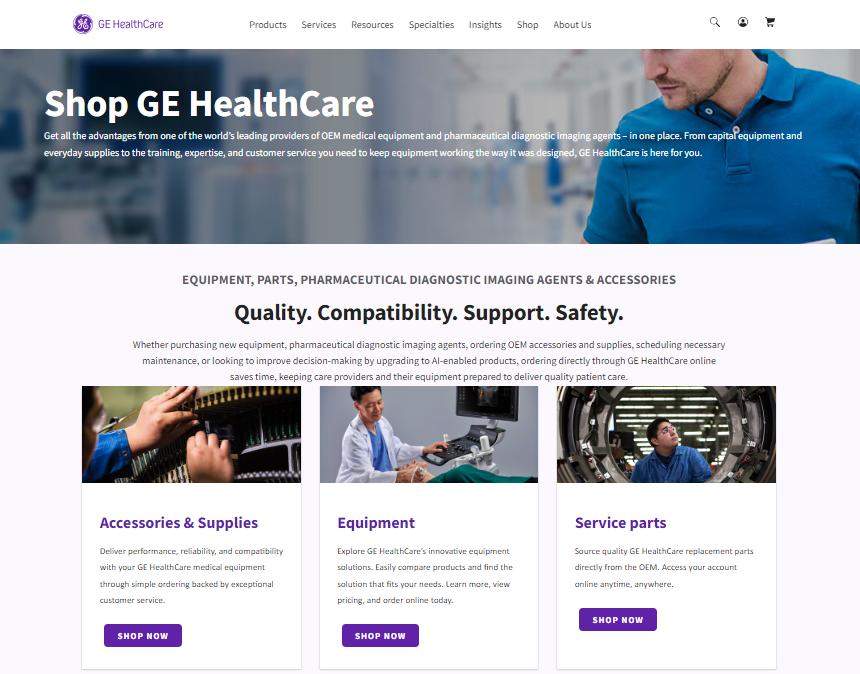 GE HealthCare
Products Services Resources Specialties Insights Shop About Us
Shop GE HealthCare
Get all the advantages from one of the world's leading providers of OEM medical equipment and pharmaceutical diagnostic imaging agents – in one place. From capital equipment and
everyday supplies to the training, expertise, and customer service you need to keep equipment working the way it was designed, GE HealthCare is here for you.
EQUIPMENT, PARTS, PHARMACEUTICAL DIAGNOSTIC IMAGING AGENTS & ACCESSORIES
Quality. Compatibility. Support. Safety.
Whether purchasing new equipment, pharmaceutical diagnostic imaging agents, ordering OEM accessories and supplies, scheduling necessary
maintenance, or looking to improve decision-making by upgrading to AI-enabled products, ordering directly through GE HealthCare online
saves time, keeping care providers and their equipment prepared to deliver quality patient care.
Accessories & Supplies
Deliver performance, reliability, and compatibility
with your GE HealthCare medical equipment
through simple ordering backed by exceptional
customer service.
SHOP NOW
Equipment
Explore GE HealthCare's innovative equipment
solutions. Easily compare products and find the
solution that fits your needs. Learn more, view
pricing, and order online today.
SHOP NOW
Service parts
Source quality GE HealthCare replacement parts
directly from the OEM. Access your account
online anytime, anywhere.
SHOP NOW